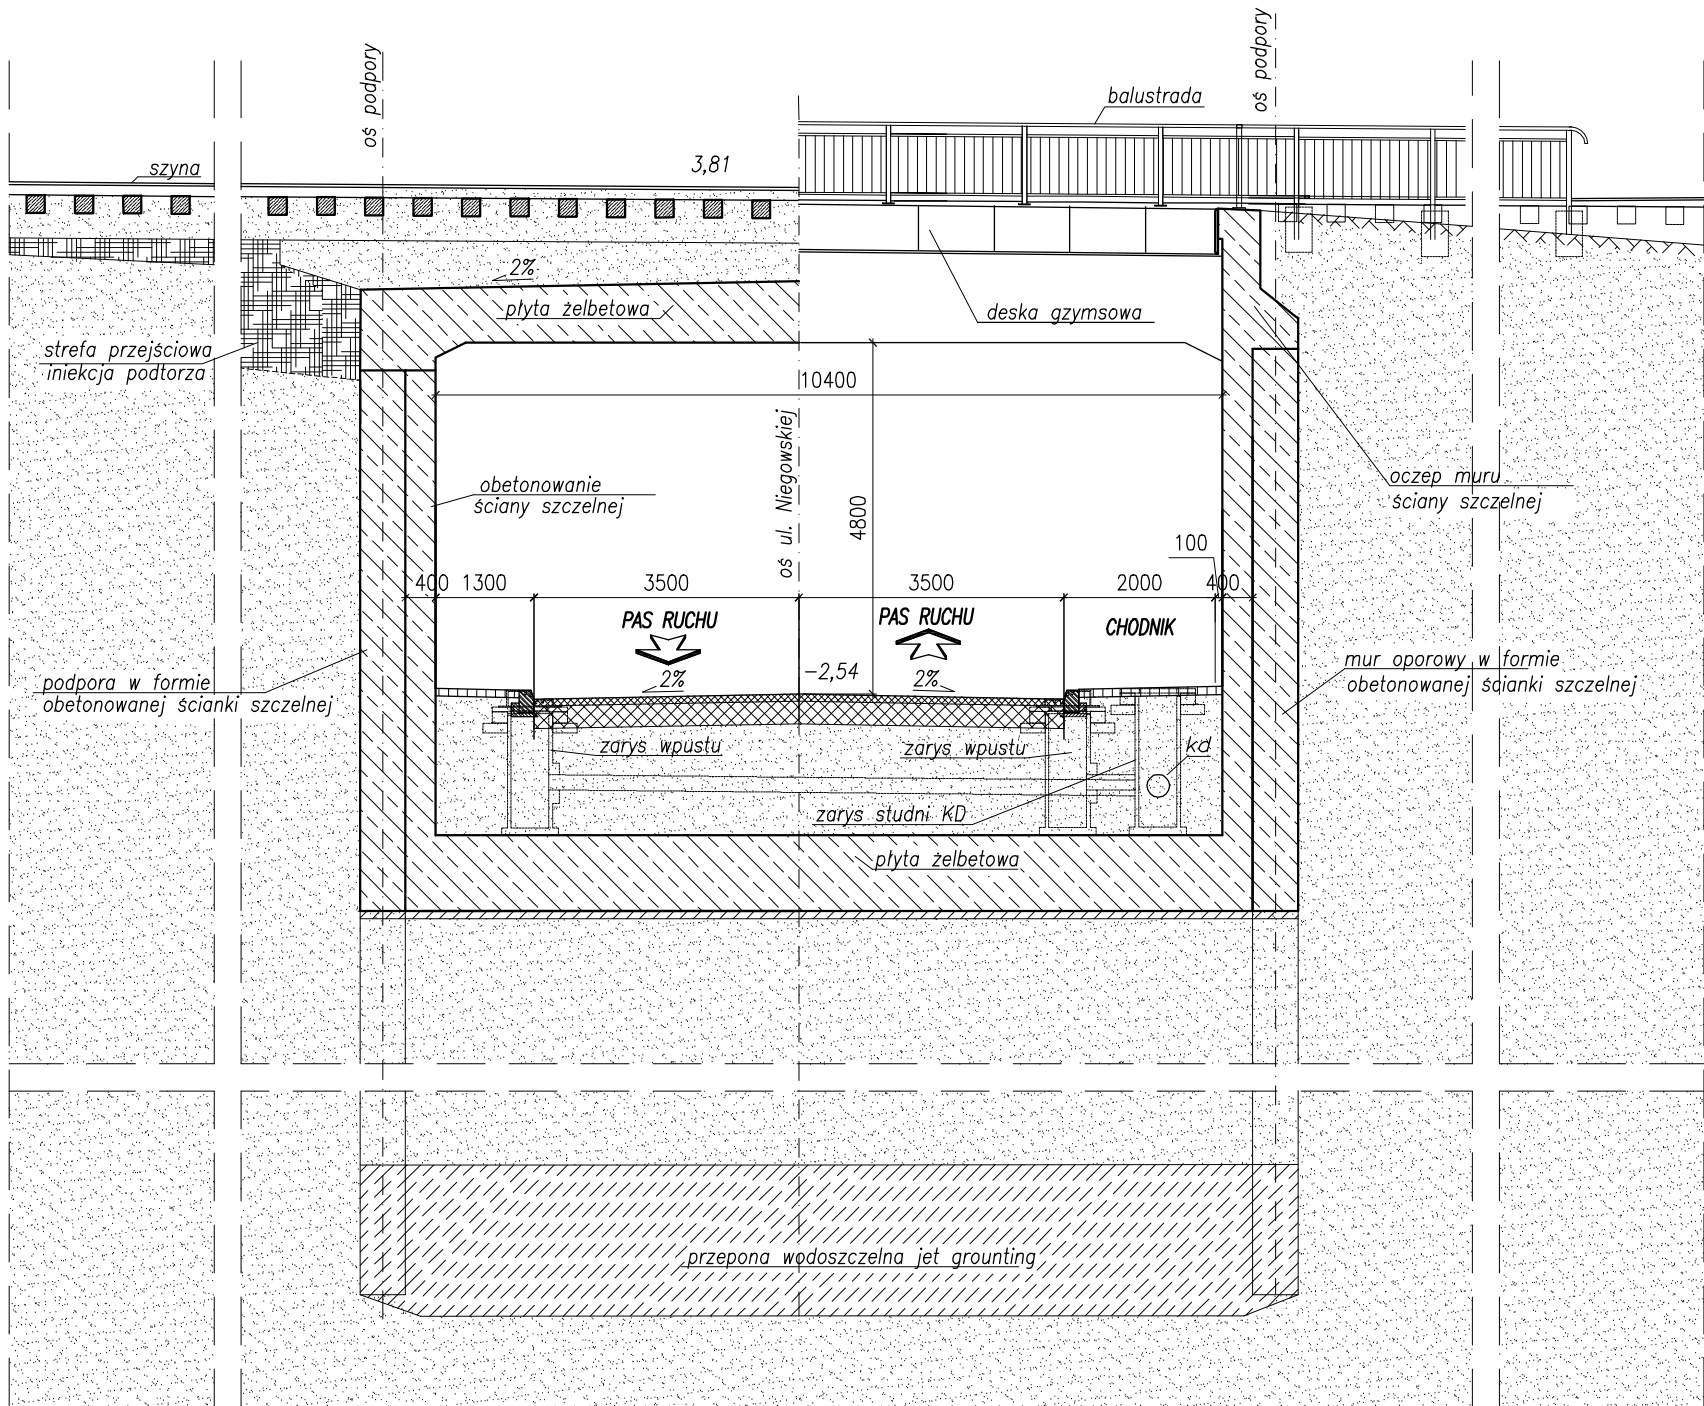 oś podpory
oś podpory
balustrada
szyna
3,81
2%
płyta żelbetowa
deska gzymsowa
strefa przejściowa
iniekcja podtorza
10400
oś ul. Niegowskiej
4800
obetonowanie
ściany szczelnej
oczep muru
ściany szczelnej
100
400 1300 3500 3500 2000 400
PAS RUCHU
PAS RUCHU
CHODNIK
2%
-2,54
2%
mur oporowy w formie
obetonowanej ścianki szczelnej
podpora w formie
obetonowanej ścianki szczelnej
zarys wpustu
zarys wpustu
kd
zarys studni KD
płyta żelbetowa
przepona wodoszczelna jet grounting